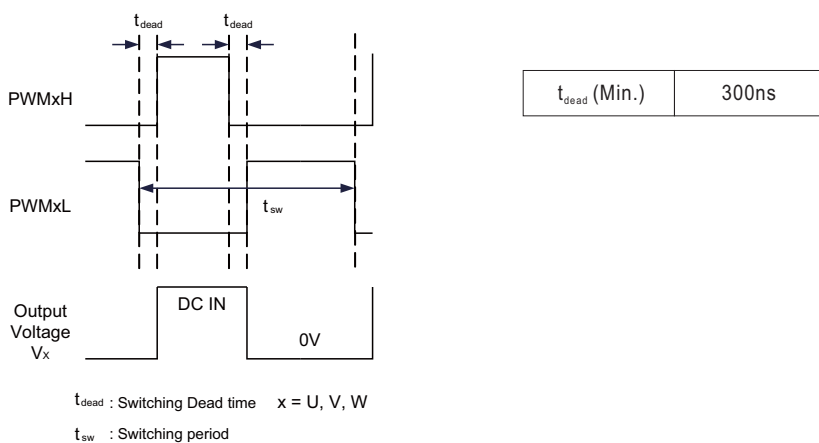 tdead tdead
PWMxH
tdead (Min.) 300ns
PWMxL
tsw
DC IN
Output
Voltage
Vx
0V
tdead : Switching Dead time x = U, V, W
tsw : Switching period